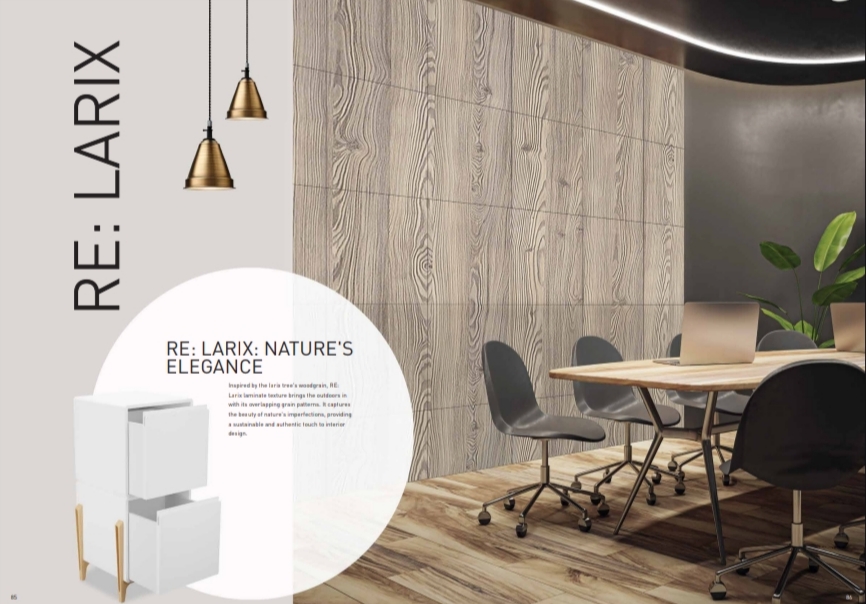 RE: LARIX
RE: LARIX: NATURE'S
ELEGANCE
Inspired by the larix tree's woodgrain, RE:
Larix laminate texture brings the outdoors in
with its overlapping grain patterns. It captures
the beauty of nature's imperfections, providing
a sustainable and authentic touch to interior
design.
85
86